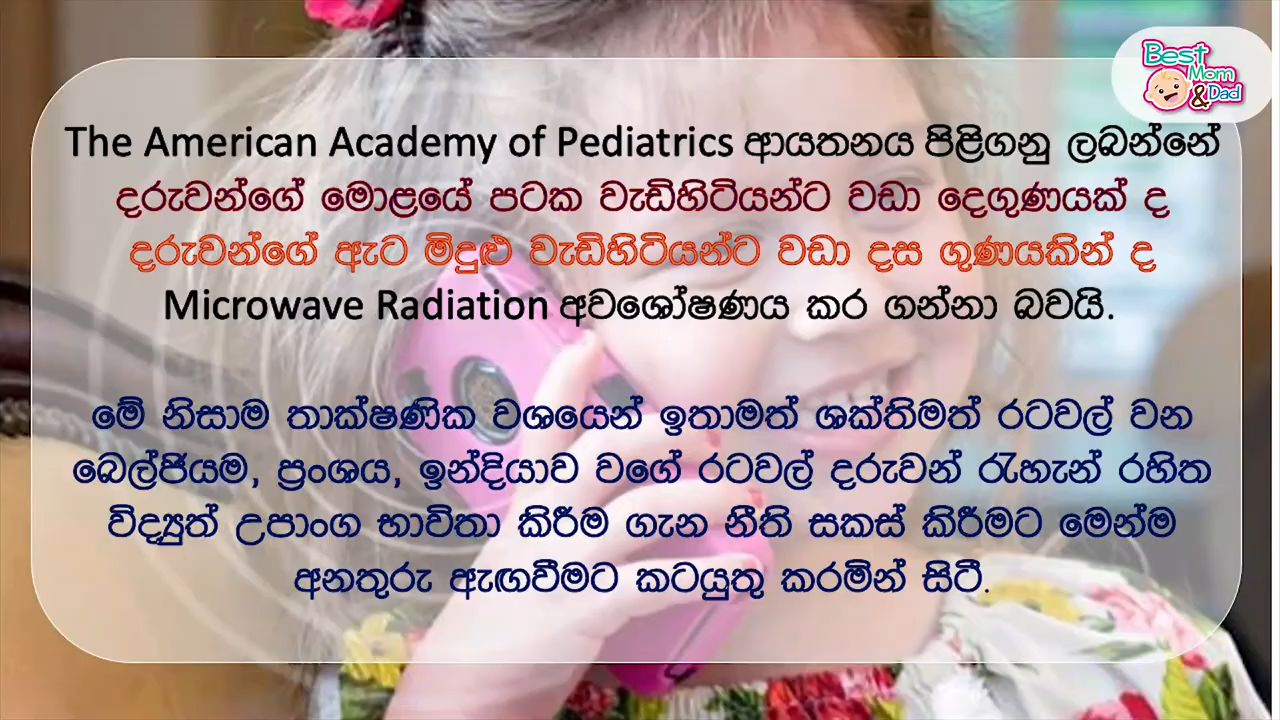 Best
Mom
& Dad
The American Academy of Pediatrics ආයතනය පිළිගනු ලබන්නේ
දරුවන්ගේ මොළයේ පටක වැඩිහිටියන්ට වඩා දෙගුණයක් ද
දරුවන්ගේ ඇට මිදුළු වැඩිහිටියන්ට වඩා දස ගුණයකින් ද
Microwave Radiation අවශෝෂණය කර ගන්නා බවයි.
මේ නිසාම තාක්ෂණික වශයෙන් ඉතාමත් ශක්තිමත් රටවල් වන
බෙල්ජියම, ප්‍රංශය, ඉන්දියාව වගේ රටවල් දරුවන් රැහැන් රහිත
විද්‍යුත් උපාංග භාවිතා කිරීම ගැන නීති සකස් කිරීමට මෙන්ම
අනතුරු ඇඟවීමට කටයුතු කරමින් සිටී.